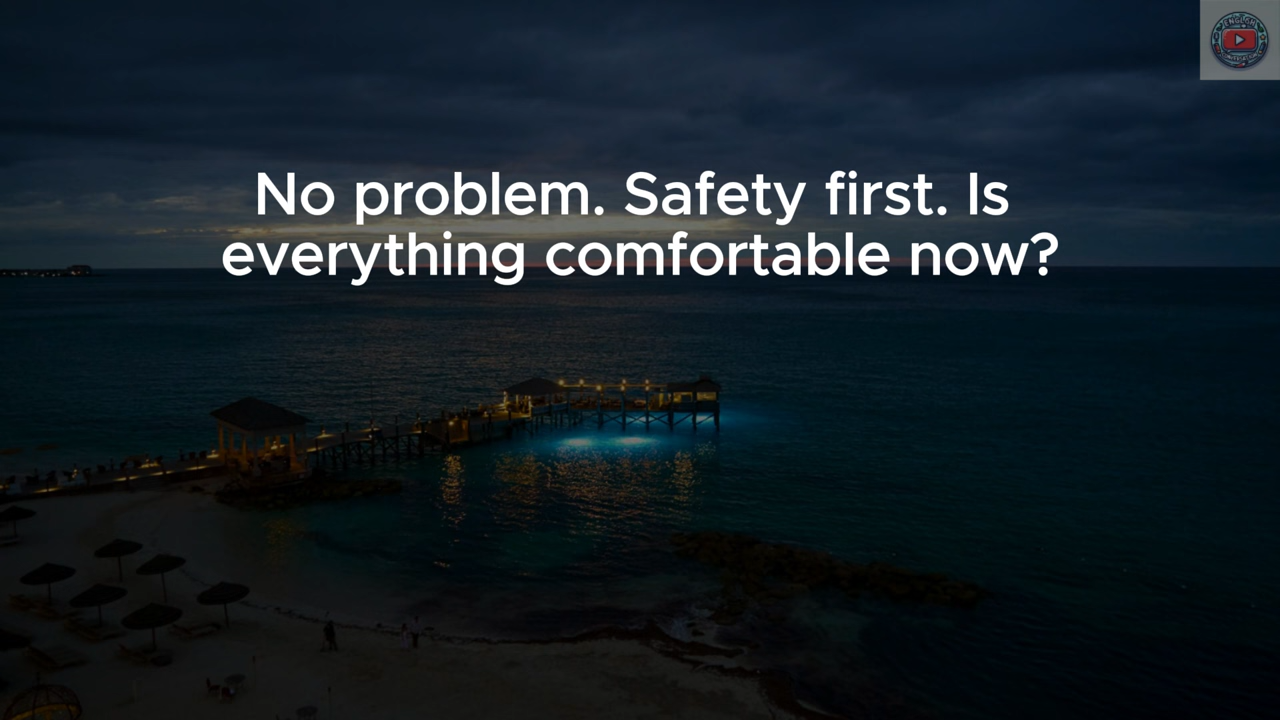 No problem. Safety first. Is
everything comfortable now?